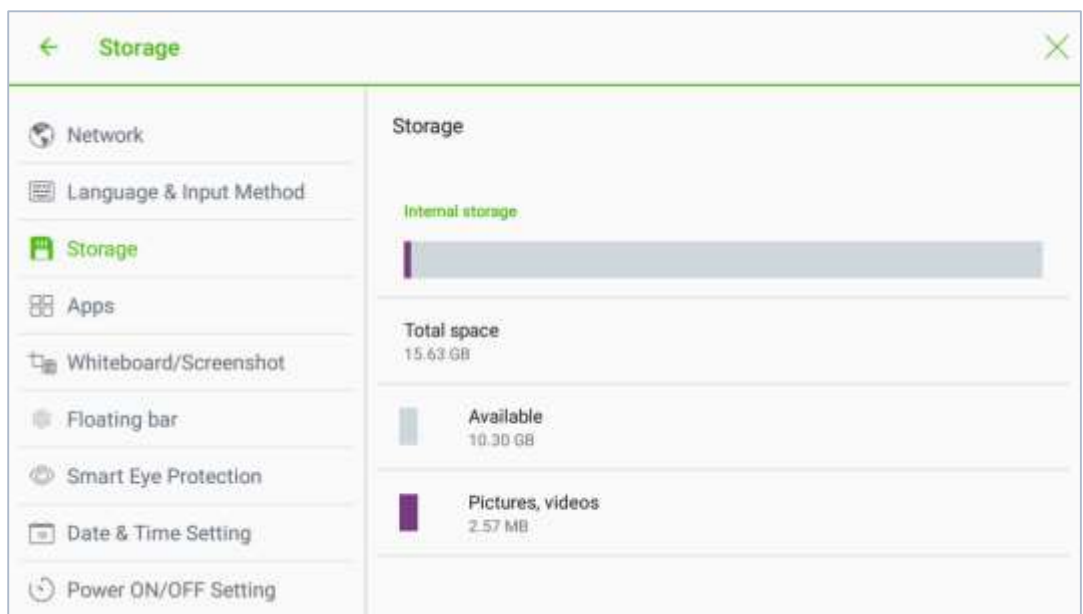 Storage
Network
Language & Input Method
Storage
Apps
Whiteboard/Screenshot
Floating bar
Smart Eye Protection
Date & Time Setting
Power ON/OFF Setting
Storage
Internal storage
Total space
15.63 GB
Available
10.30 GB
Pictures, videos
2.57 MB